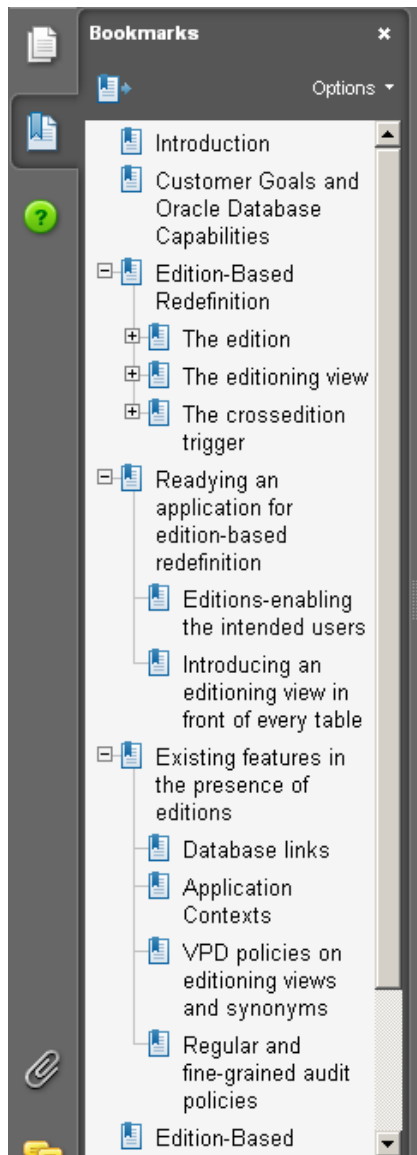 Bookmarks
Options
Introduction
Customer Goals and
Oracle Database
Capabilities
Edition-Based
Redefinition
The edition
The editioning view
The crossedition
trigger
Readying an
application for
edition-based
redefinition
Editions-enabling
the intended users
Introducing an
editioning view in
front of every table
Existing features in
the presence of
editions
Database links
Application
Contexts
VPD policies on
editioning views
and synonyms
Regular and
fine-grained audit
policies
Edition-Based